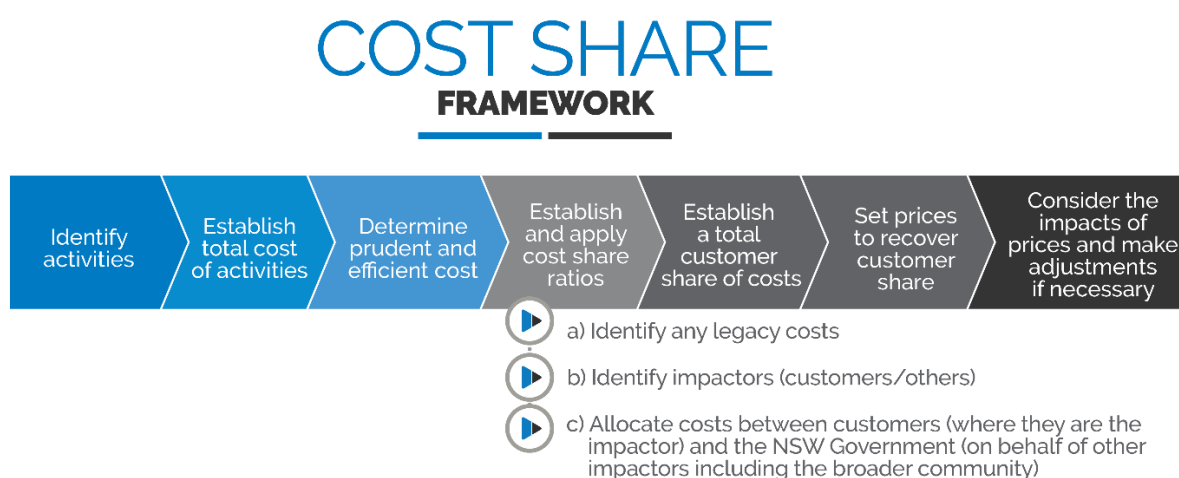 COST SHARE
FRAMEWORK
Identify
activities
Establish
total cost
of activities
Determine
prudent and
efficient cost
Establish
and apply
cost share
ratios
Establish
a total
customer
share of costs
Set prices
to recover
customer
share
Consider the
impacts of
prices and make
adjustments
if necessary
a) Identify any legacy costs
b) Identify impactors (customers/others)
c) Allocate costs between customers (where they are the
impactor) and the NSW Government (on behalf of other
impactors including the broader community)